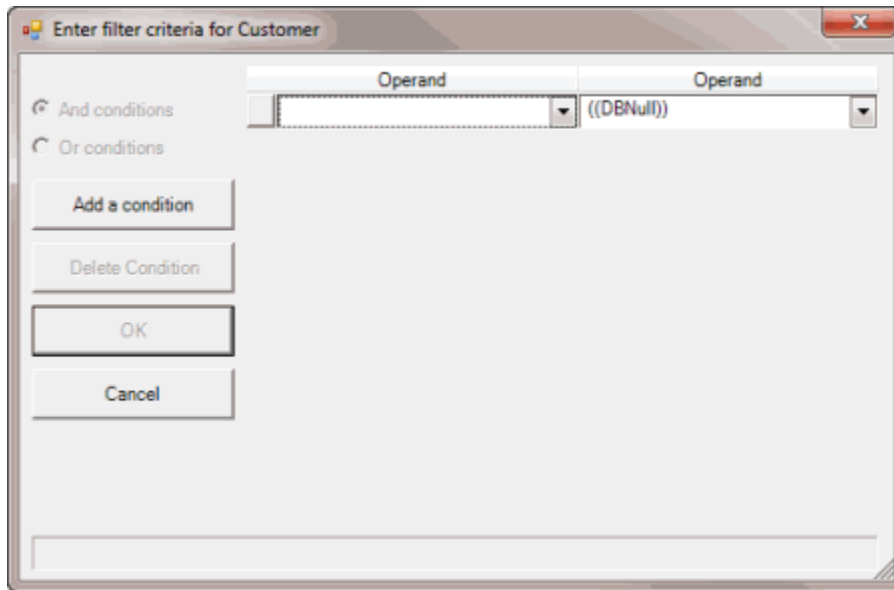 Enter filter criteria for Customer
Operand Operand
And conditions
((DBNull))
Or conditions
Add a condition
Delete Condition
OK
Cancel